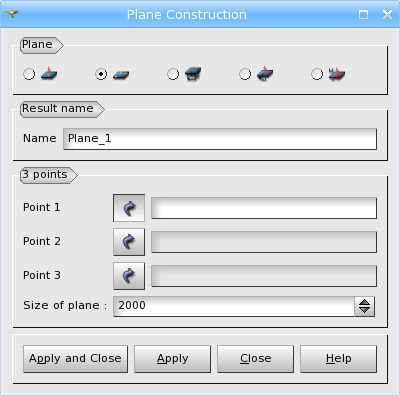 Plane Construction
Plane
Result name
Name Plane_1
3 points
Point 1
Point 2
Point 3
Size of plane : 2000
Apply and Close Apply Close Help